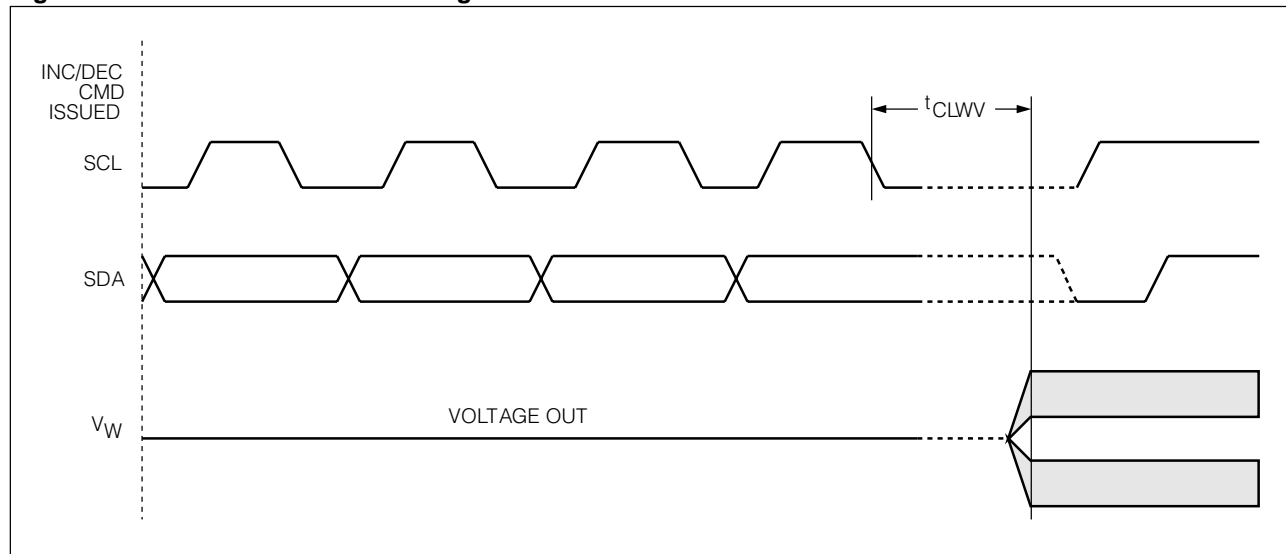 INC/DEC
CMD
ISSUED
tCLWV
SCL
SDA
VOLTAGE OUT
VW